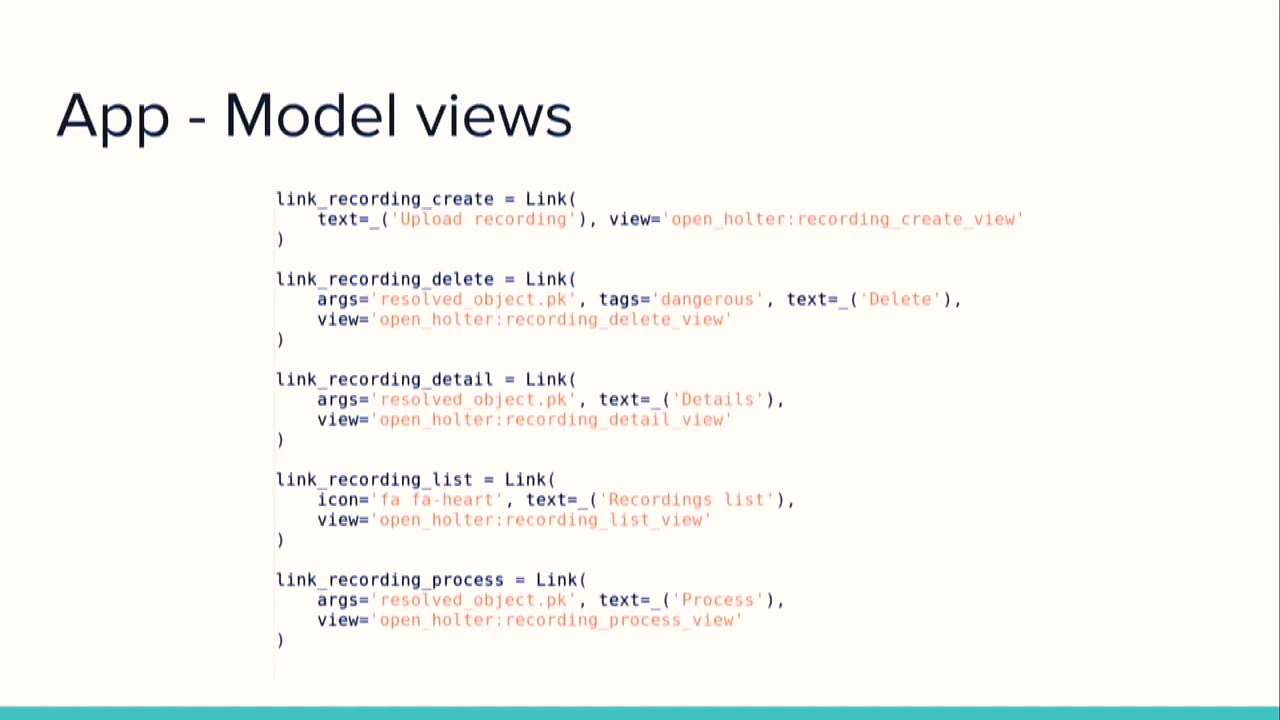 App - Model views
link_recording_create = Link(
    text=_('Upload recording'), view='open_holter:recording_create_view'
)
link_recording_delete = Link(
    args='resolved_object.pk', tags='dangerous', text=_('Delete'),
    view='open_holter:recording_delete_view'
)
link_recording_detail = Link(
    args='resolved_object.pk', text=_('Details'),
    view='open_holter:recording_detail_view'
)
link_recording_list = Link(
    icon='fa fa-heart', text=_('Recordings list'),
    view='open_holter:recording_list_view'
)
link_recording_process = Link(
    args='resolved_object.pk', text=_('Process'),
    view='open_holter:recording_process_view'
)